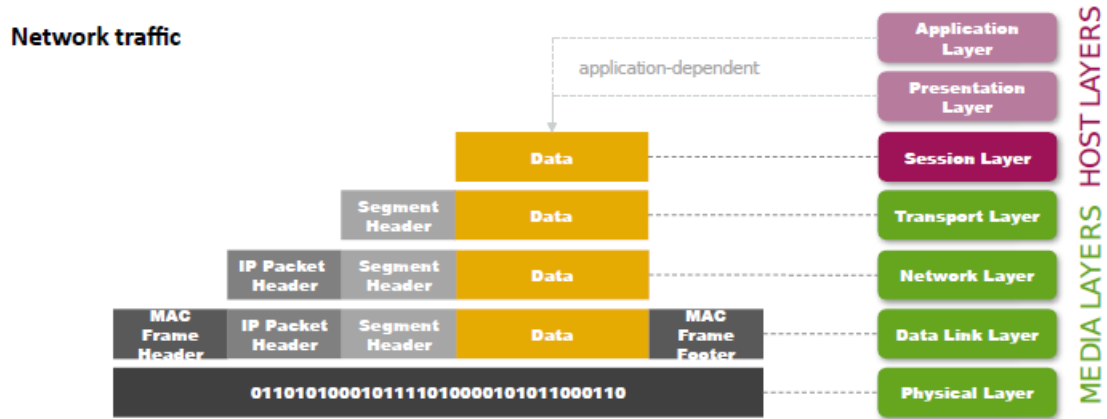 Network traffic
application-dependent
Application
Layer
Presentation
Layer
Data
Session Layer
Segment
Header
Data
Transport Layer
IP Packet
Header
Segment
Header
Data
Network Layer
MAC
Frame
Header
IP Packet
Header
Segment
Header
Data
MAC
Frame
Footer
Data Link Layer
0110101000101111010000101011000110
Physical Layer
HOST LAYERS
MEDIA LAYERS